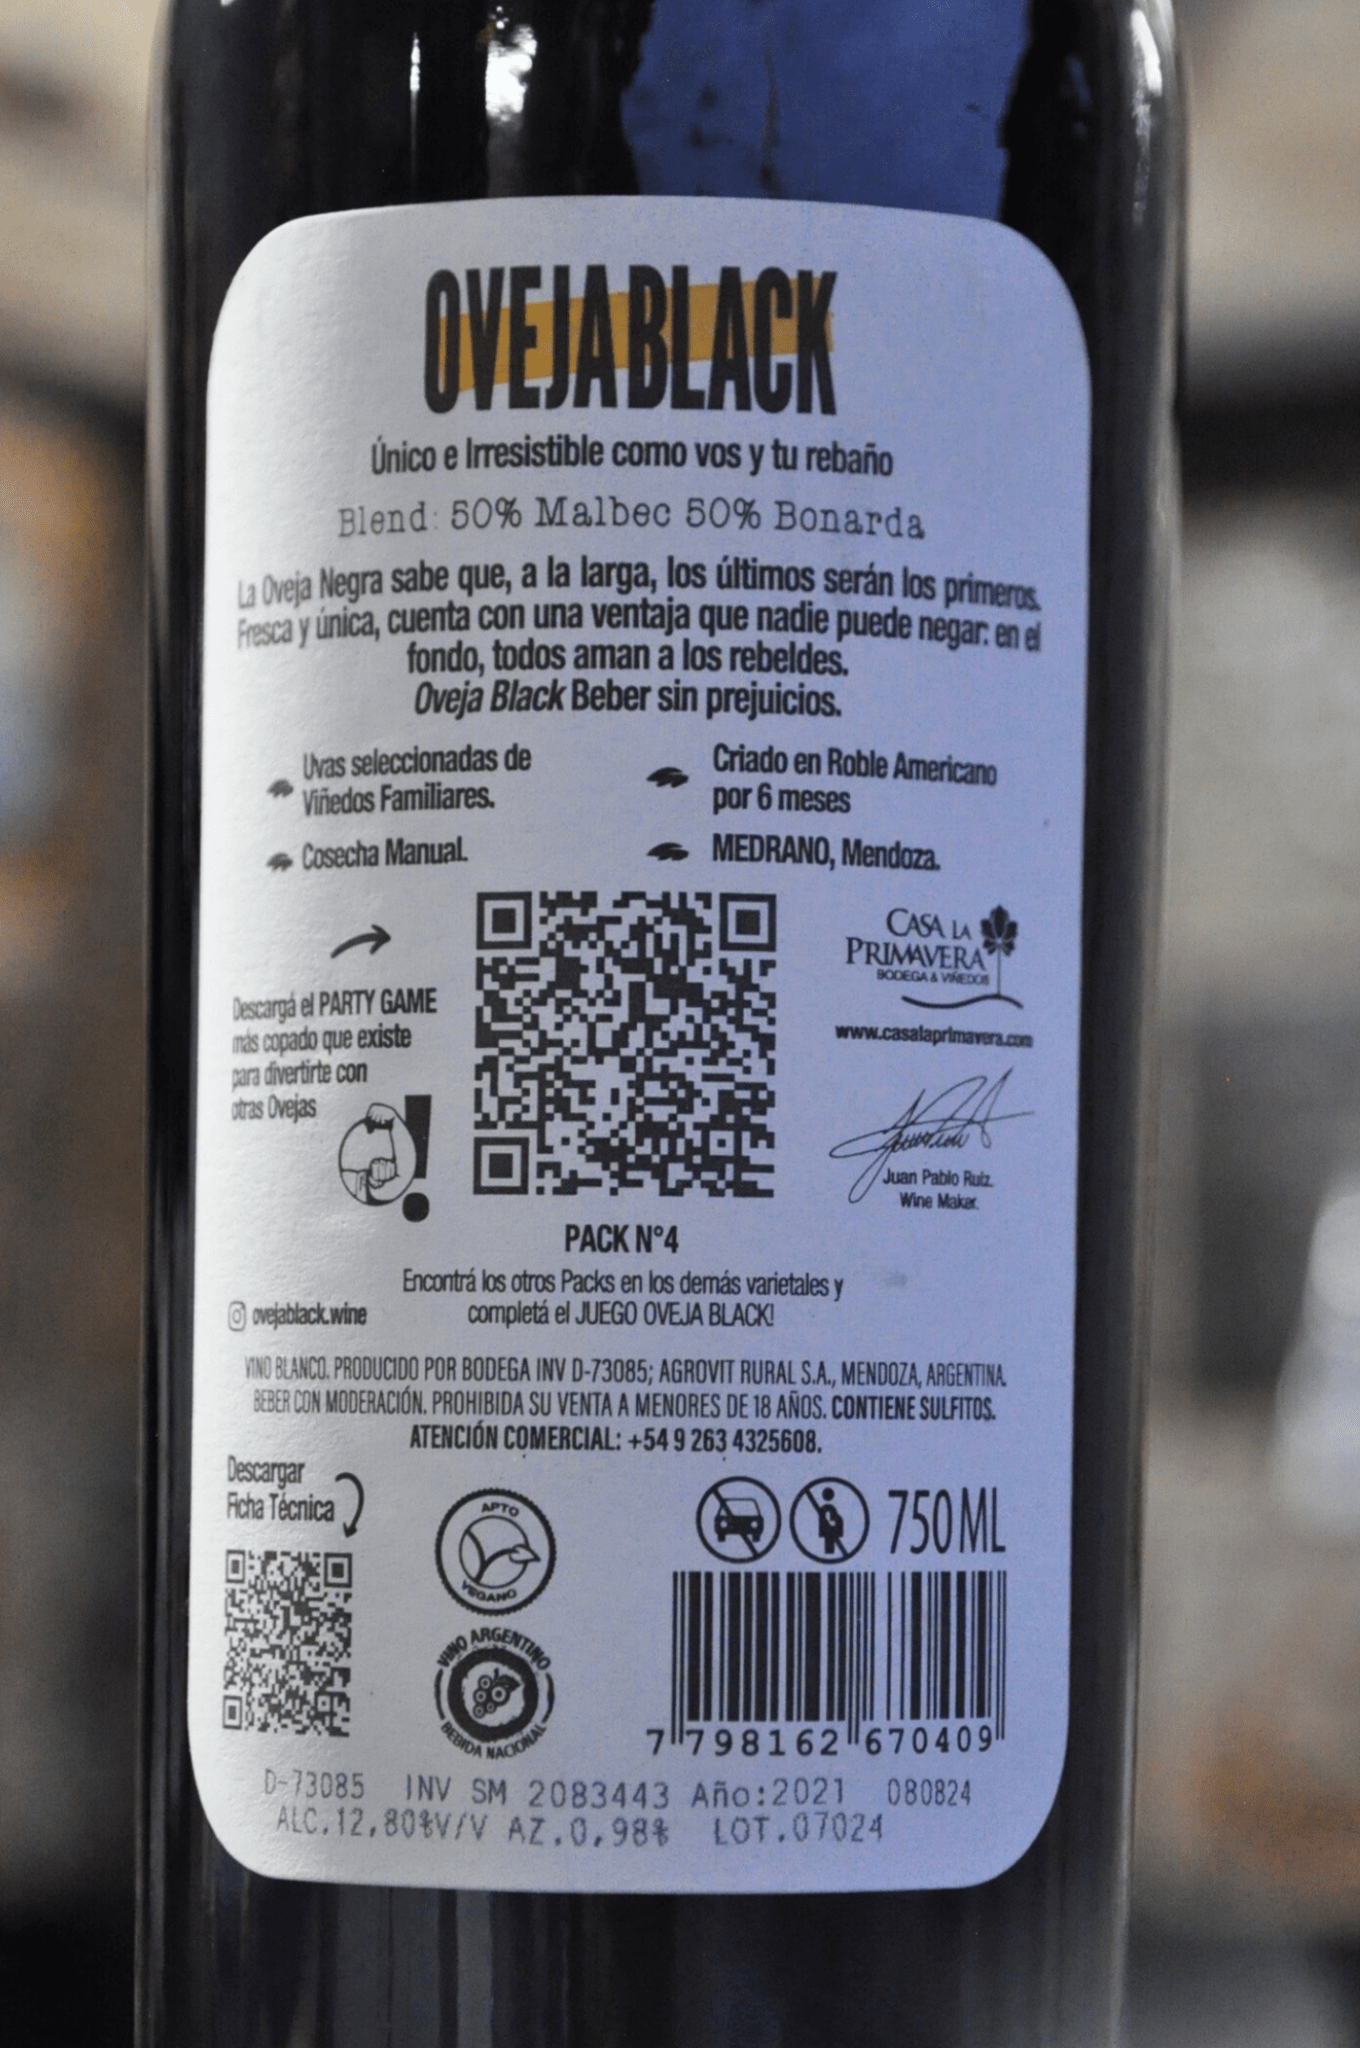 OVEJA BLACK
Único e Irresistible como vos y tu rebaño
Blend: 50% Malbec 50% Bonarda
La Oveja Negra sabe que, a la larga, los últimos serán los primeros.
Fresca y única, cuenta con una ventaja que nadie puede negar: en el
fondo, todos aman a los rebeldes.
Oveja Black Beber sin prejuicios.
Uvas seleccionadas de
Viñedos Familiares.
Cosecha Manual.
Criado en Roble Americano
por 6 meses
MEDRANO, Mendoza.
Descargá el PARTY GAME
más copado que existe
para divertirte con
otras Ovejas
CASA LA
PRIMAVERA
BODEGA & VIÑEDOS
www.casalaprimavera.com
Juan Pablo Ruiz.
Wine Maker.
PACK N°4
Encontrá los otros Packs en los demás varietales y
completá el JUEGO OVEJA BLACK!
ovejablack.wine
VINO BLANCO. PRODUCIDO POR BODEGA INV D-73085; AGROVIT RURAL S.A., MENDOZA, ARGENTINA.
BEBER CON MODERACIÓN. PROHIBIDA SU VENTA A MENORES DE 18 AÑOS. CONTIENE SULFITOS.
ATENCIÓN COMERCIAL: +54 9 263 4325608.
Descargar
Ficha Técnica
APTO
VEGANO
VINO ARGENTINO
BEBIDA NACIONAL
750 ML
7 798162 670409
D-73085 INV SM 2083443 Año:2021 080824
ALC.12,80%V/V AZ.0,98% LOT.07024